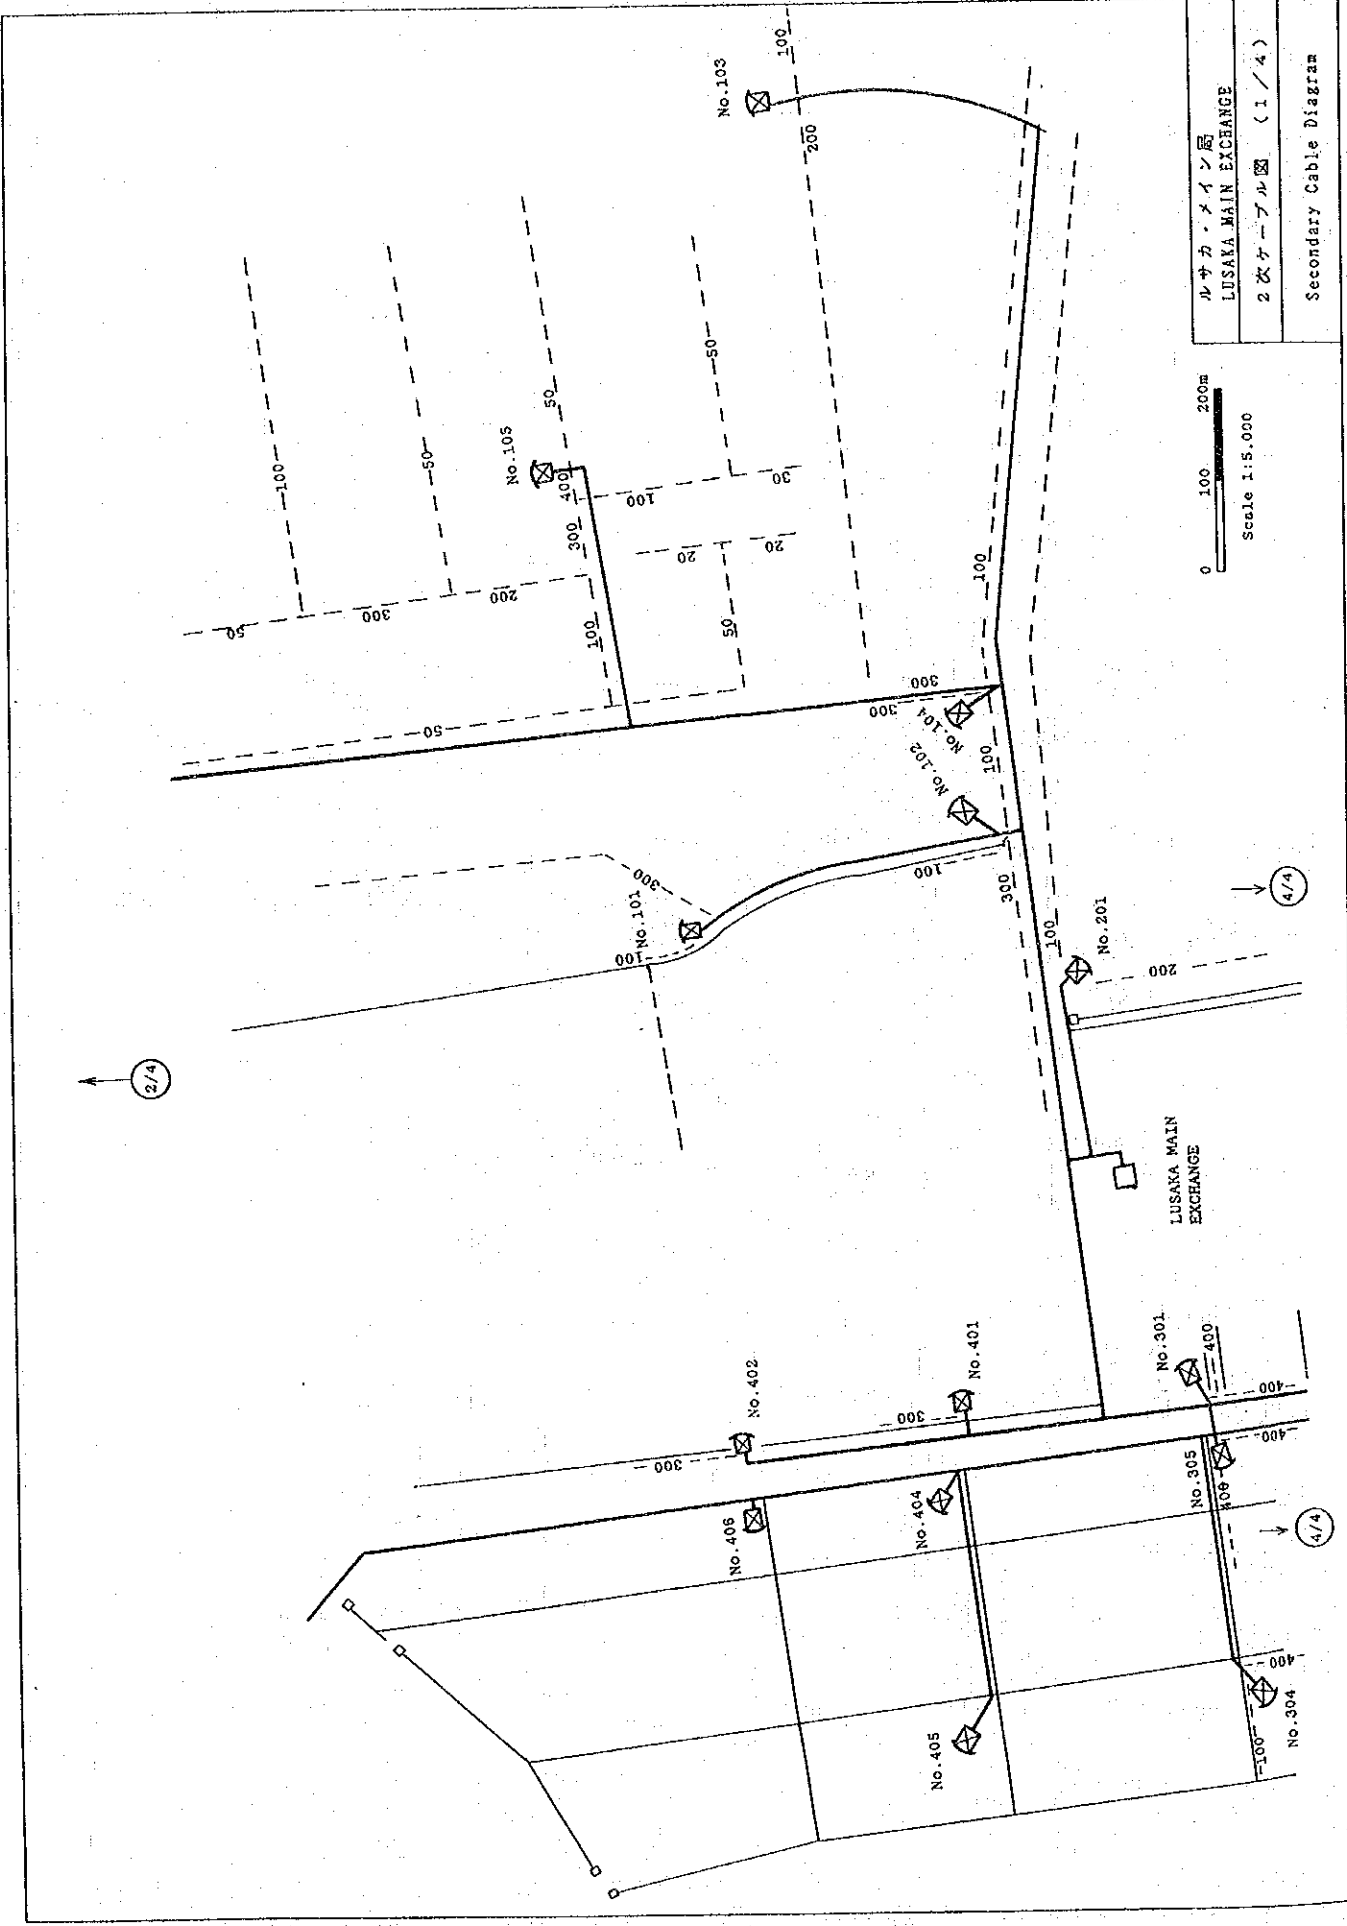 ルサカ・メイン局
LUSAKA MAIN EXCHANGE
2次ケーブル図 (1/4)
Secondary Cable Diagram
0 100 200m
Scale 1:5.000
2/4
4/4
4/4
LUSAKA MAIN
EXCHANGE
No.103
100
200
No.105
100
50
50
400
300
50
300
200
100
100
50
30
20
20
50
50
300
300
100
No.104
No.102
100
300
100
No.101
300
100
100
No.201
200
No.402
300
No.401
300
No.301
400
400
400
No.305
400
No.406
No.404
No.405
400
100
No.304